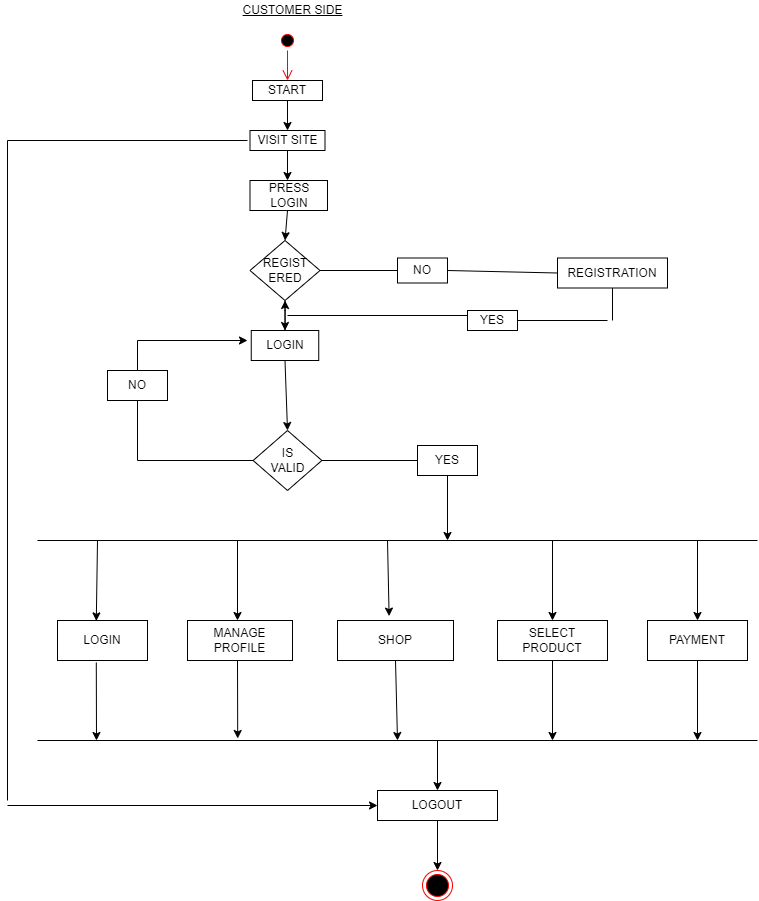 CUSTOMER SIDE
START
VISIT SITE
PRESS
LOGIN
REGIST
ERED
NO
REGISTRATION
YES
LOGIN
NO
IS
VALID
YES
LOGIN
MANAGE
PROFILE
SHOP
SELECT
PRODUCT
PAYMENT
LOGOUT